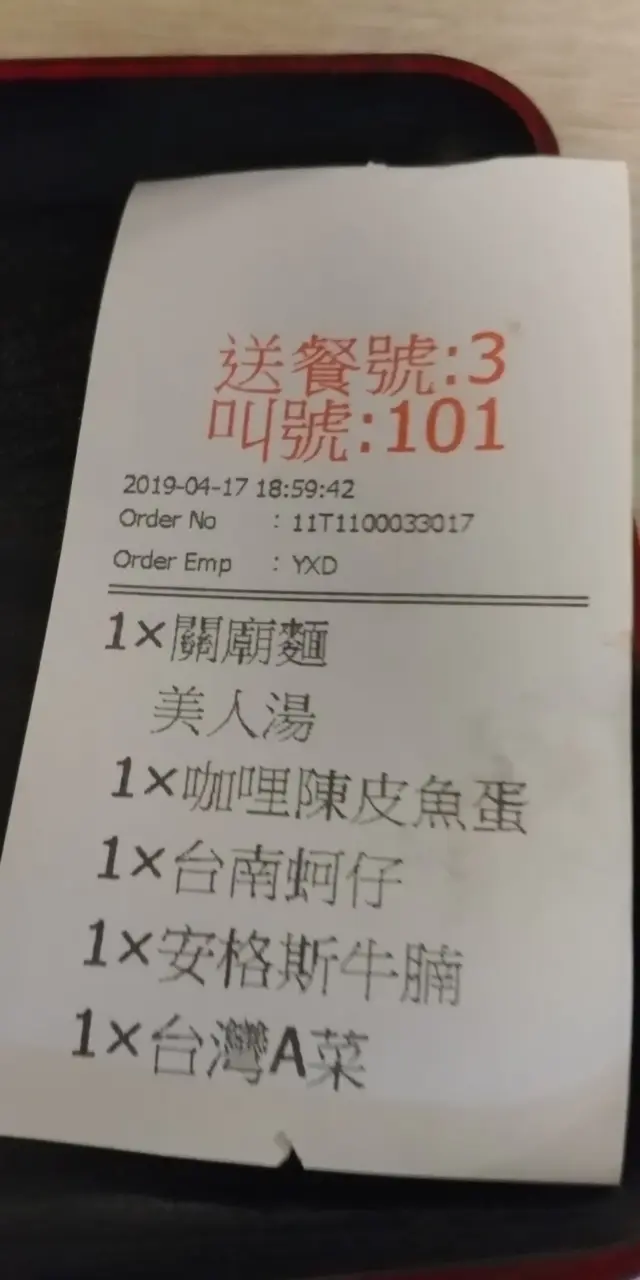 送餐號:3
叫號:101
2019-04-17 18:59:42
Order No : 11T1100033017
Order Emp : YXD
1×關廟麵
美人湯
1×咖哩陳皮魚蛋
1×台南蚵仔
1×安格斯牛腩
1×台灣A菜